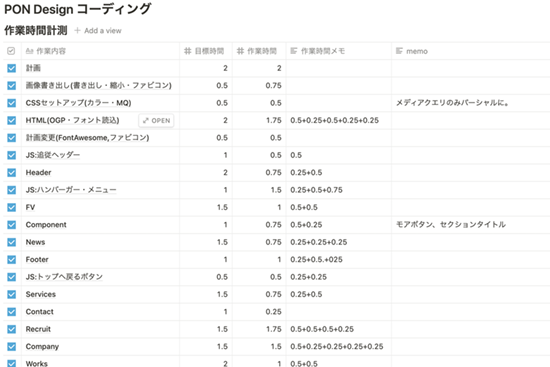 PON Design コーディング
作業時間計測 + Add a view
作業内容 目標時間 作業時間 作業時間メモ memo
計画 2 2
画像書き出し(書き出し・縮小・ファビコン) 0.5 0.75
CSSセットアップ(カラー・MQ) 0.5 0.5 メディアクエリのみパーシャルに。
HTML(OGP・フォント読込) OPEN 2 1.75 0.5+0.25+0.5+0.25+0.25
計画変更(FontAwesome,ファビコン) 0.5 0.5
JS:追従ヘッダー 1 0.5 0.5
Header 2 0.75 0.25+0.5
JS:ハンバーガー・メニュー 1 1.5 0.25+0.5+0.75
FV 1.5 1 0.5+0.5
Component 1 0.75 0.5+0.25 モアボタン、セクションタイトル
News 1.5 0.75 0.25+0.25+0.25
Footer 1 1 0.25+0.5.+025
JS:トップへ戻るボタン 0.5 0.5 0.25+0.25
Services 1.5 0.75 0.25+0.5
Contact 1 0.25
Recruit 1.5 1.75 0.5+0.5+0.5+0.25
Company 1.5 1.5 0.5+0.25+0.25+0.25+0.25
Works 2 1 0.5+0.5